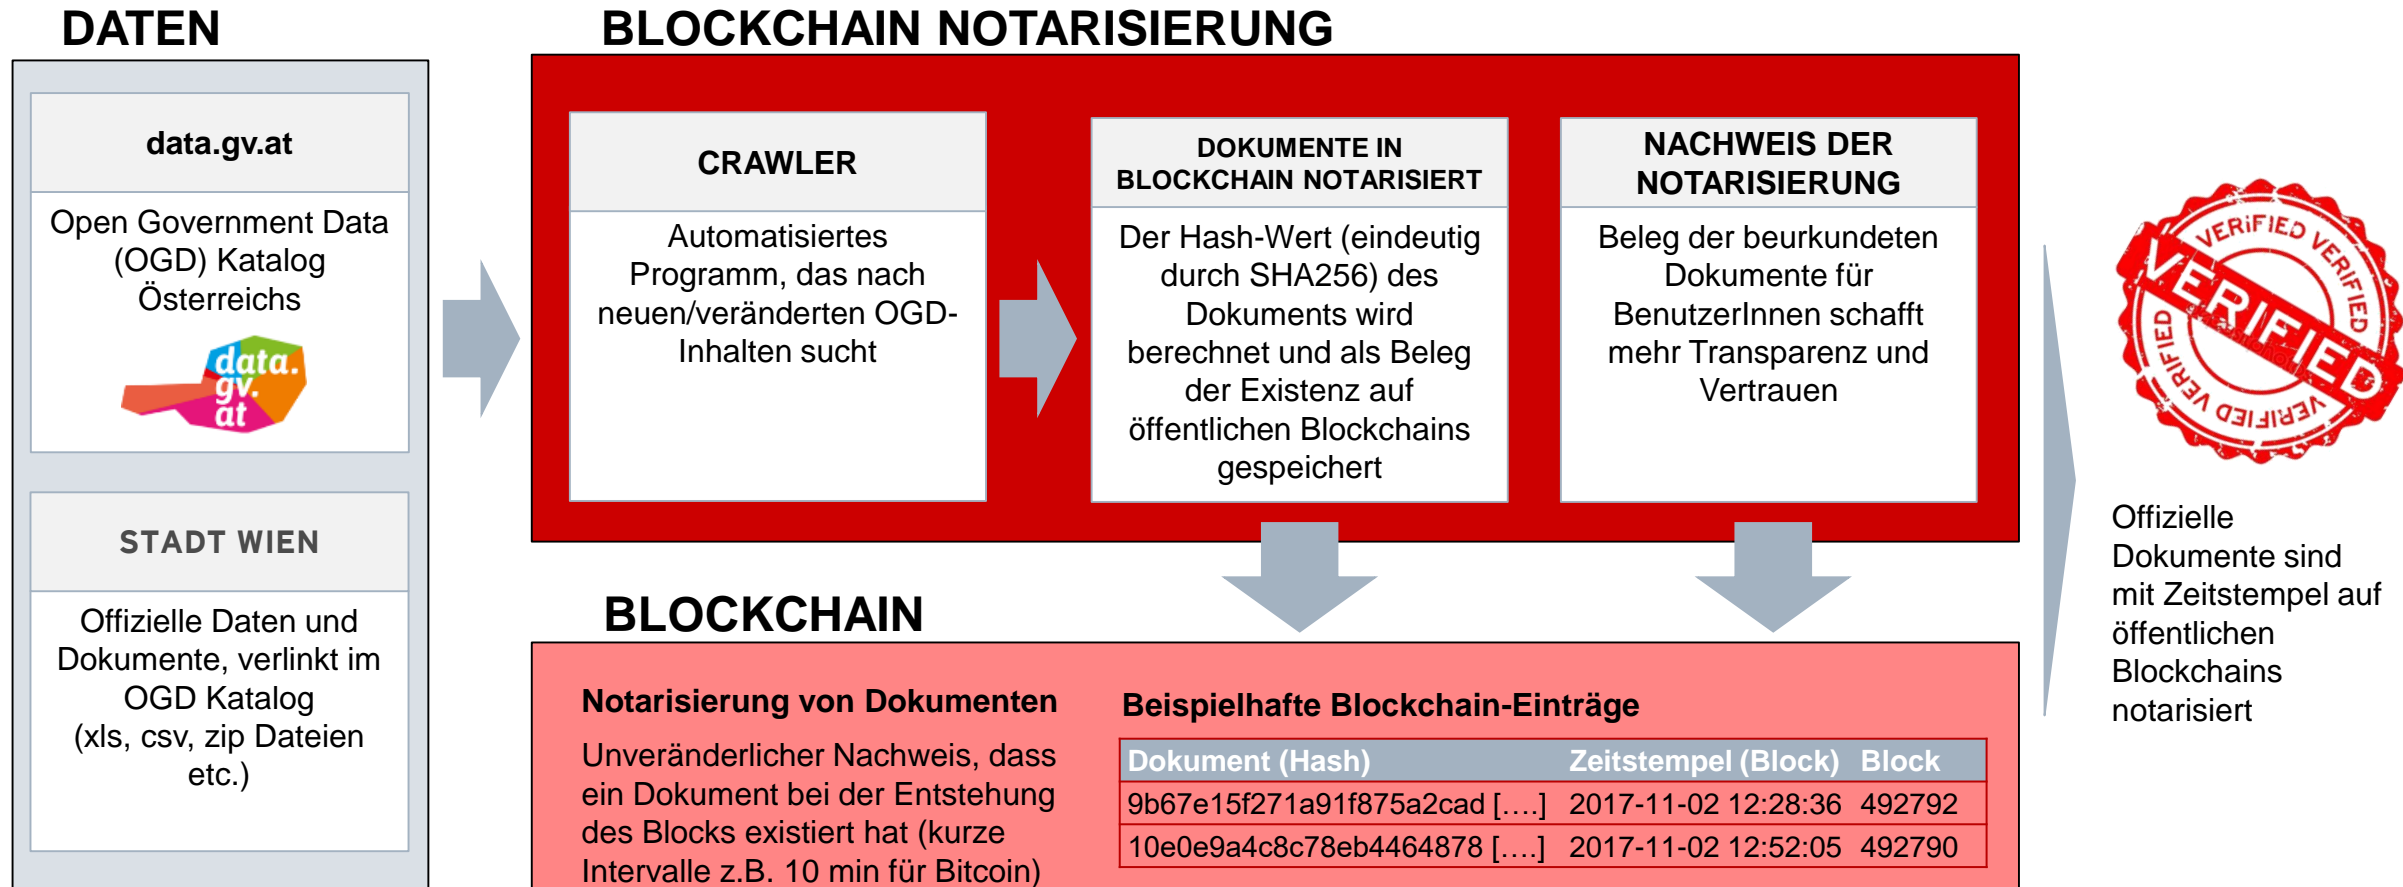 DATEN
data.gv.at
Open Government Data
(OGD) Katalog
Österreichs
data.
gv.
at
STADT WIEN
Offizielle Daten und
Dokumente, verlinkt im
OGD Katalog
(xls, csv, zip Dateien
etc.)
BLOCKCHAIN NOTARISIERUNG
CRAWLER
Automatisiertes
Programm, das nach
neuen/veränderten OGD-
Inhalten sucht
DOKUMENTE IN
BLOCKCHAIN NOTARISIERT
Der Hash-Wert (eindeutig
durch SHA256) des
Dokuments wird
berechnet und als Beleg
der Existenz auf
öffentlichen Blockchains
gespeichert
NACHWEIS DER
NOTARISIERUNG
Beleg der beurkundeten
Dokumente für
BenutzerInnen schafft
mehr Transparenz und
Vertrauen
BLOCKCHAIN
Notarisierung von Dokumenten
Unveränderlicher Nachweis, dass
ein Dokument bei der Entstehung
des Blocks existiert hat (kurze
Intervalle z.B. 10 min für Bitcoin)
Beispielhafte Blockchain-Einträge
Dokument (Hash) Zeitstempel (Block) Block
9b67e15f271a91f875a2cad [….] 2017-11-02 12:28:36 492792
10e0e9a4c8c78eb4464878 [….] 2017-11-02 12:52:05 492790
VERIFIED VERIFIED
VERIFIED
VERIFIED VERIFIED
Offizielle
Dokumente sind
mit Zeitstempel auf
öffentlichen
Blockchains
notarisiert